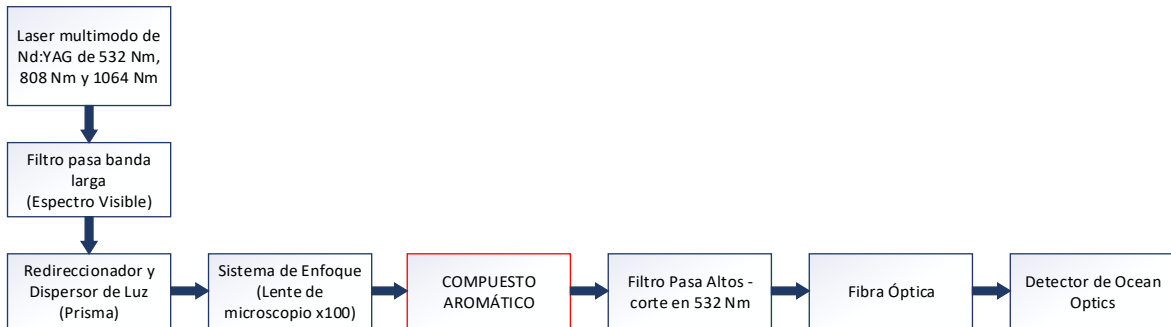 Laser multimodo de
Nd:YAG de 532 Nm,
808 Nm y 1064 Nm
Filtro pasa banda
larga
(Espectro Visible)
Redireccionador y
Dispersor de Luz
(Prisma)
Sistema de Enfoque
(Lente de
microscopio x100)
COMPUESTO
AROMÁTICO
Filtro Pasa Altos -
corte en 532 Nm
Fibra Óptica
Detector de Ocean
Optics